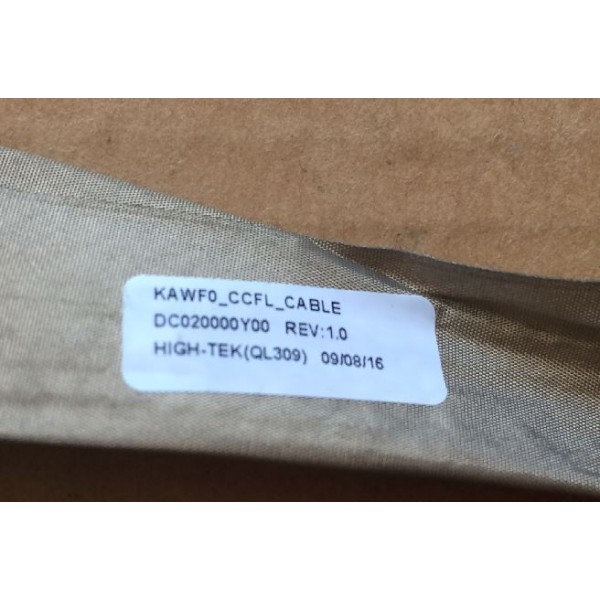 KAWF0_CCFL_CABLE
DC020000Y00 REV:1.0
HIGH-TEK(QL309) 09/08/16